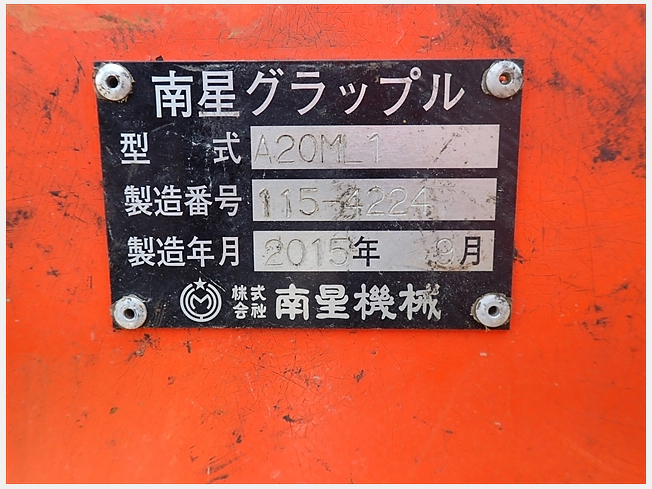 南星グラップル
型 式 A20ML1
製造番号 115-4224
製造年月 2015年 9月
株式会社 南星機械